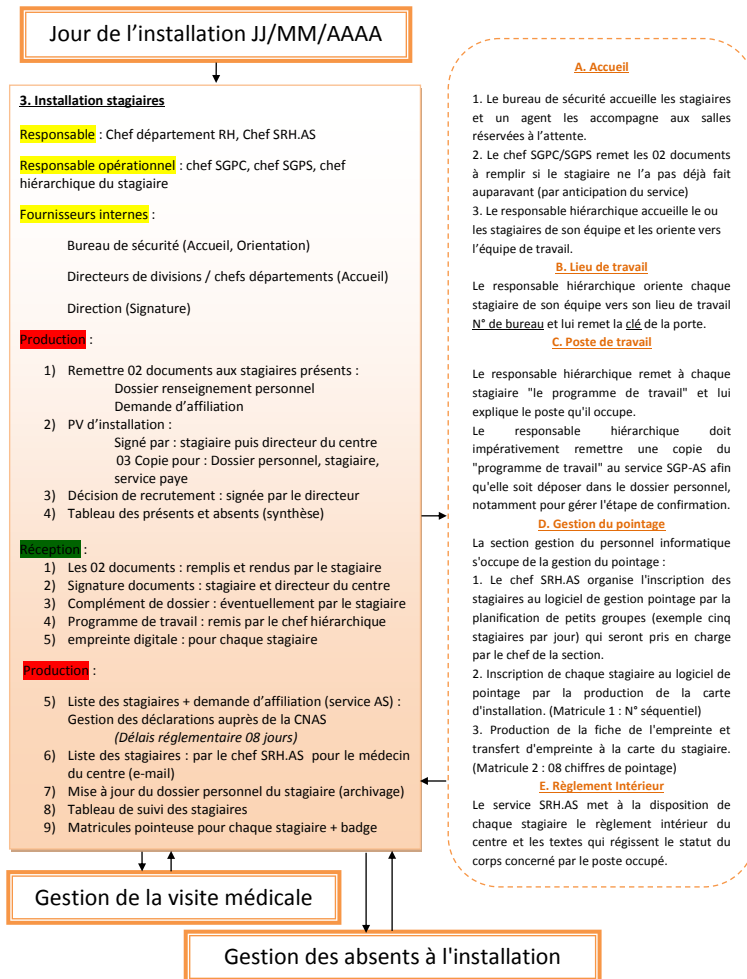 Jour de l'installation JJ/MM/AAAA
3. Installation stagiaires
Responsable : Chef département RH, Chef SRH.AS
Responsable opérationnel : chef SGPC, chef SGPS, chef
hiérarchique du stagiaire
Fournisseurs internes :
Bureau de sécurité (Accueil, Orientation)
Directeurs de divisions / chefs départements (Accueil)
Direction (Signature)
Production :
1) Remettre 02 documents aux stagiaires présents :
Dossier renseignement personnel
Demande d'affiliation
2) PV d'installation :
Signé par : stagiaire puis directeur du centre
03 Copie pour : Dossier personnel, stagiaire,
service paye
3) Décision de recrutement : signée par le directeur
4) Tableau des présents et absents (synthèse)
Réception :
1) Les 02 documents : remplis et rendus par le stagiaire
2) Signature documents : stagiaire et directeur du centre
3) Complément de dossier : éventuellement par le stagiaire
4) Programme de travail : remis par le chef hiérarchique
5) empreinte digitale : pour chaque stagiaire
Production :
5) Liste des stagiaires + demande d'affiliation (service AS) :
Gestion des déclarations auprès de la CNAS
(Délais réglementaire 08 jours)
6) Liste des stagiaires : par le chef SRH.AS pour le médecin
du centre (e-mail)
7) Mise à jour du dossier personnel du stagiaire (archivage)
8) Tableau de suivi des stagiaires
9) Matricules pointeuse pour chaque stagiaire + badge
A. Accueil
1. Le bureau de sécurité accueille les stagiaires
et un agent les accompagne aux salles
réservées à l'attente.
2. Le chef SGPC/SGPS remet les 02 documents
à remplir si le stagiaire ne l'a pas déjà fait
auparavant (par anticipation du service)
3. Le responsable hiérarchique accueille le ou
les stagiaires de son équipe et les oriente vers
l'équipe de travail.
B. Lieu de travail
Le responsable hiérarchique oriente chaque
stagiaire de son équipe vers son lieu de travail
N° de bureau et lui remet la clé de la porte.
C. Poste de travail
Le responsable hiérarchique remet à chaque
stagiaire "le programme de travail" et lui
explique le poste qu'il occupe.
Le responsable hiérarchique doit
impérativement remettre une copie du
"programme de travail" au service SGP-AS afin
qu'elle soit déposer dans le dossier personnel,
notamment pour gérer l'étape de confirmation.
D. Gestion du pointage
La section gestion du personnel informatique
s'occupe de la gestion du pointage :
1. Le chef SRH.AS organise l'inscription des
stagiaires au logiciel de gestion pointage par la
planification de petits groupes (exemple cinq
stagiaires par jour) qui seront pris en charge
par le chef de la section.
2. Inscription de chaque stagiaire au logiciel de
pointage par la production de la carte
d'installation. (Matricule 1 : N° séquentiel)
3. Production de la fiche de l'empreinte et
transfert d'empreinte à la carte du stagiaire.
(Matricule 2 : 08 chiffres de pointage)
E. Règlement Intérieur
Le service SRH.AS met à la disposition de
chaque stagiaire le règlement intérieur du
centre et les textes qui régissent le statut du
corps concerné par le poste occupé.
Gestion de la visite médicale
Gestion des absents à l'installation